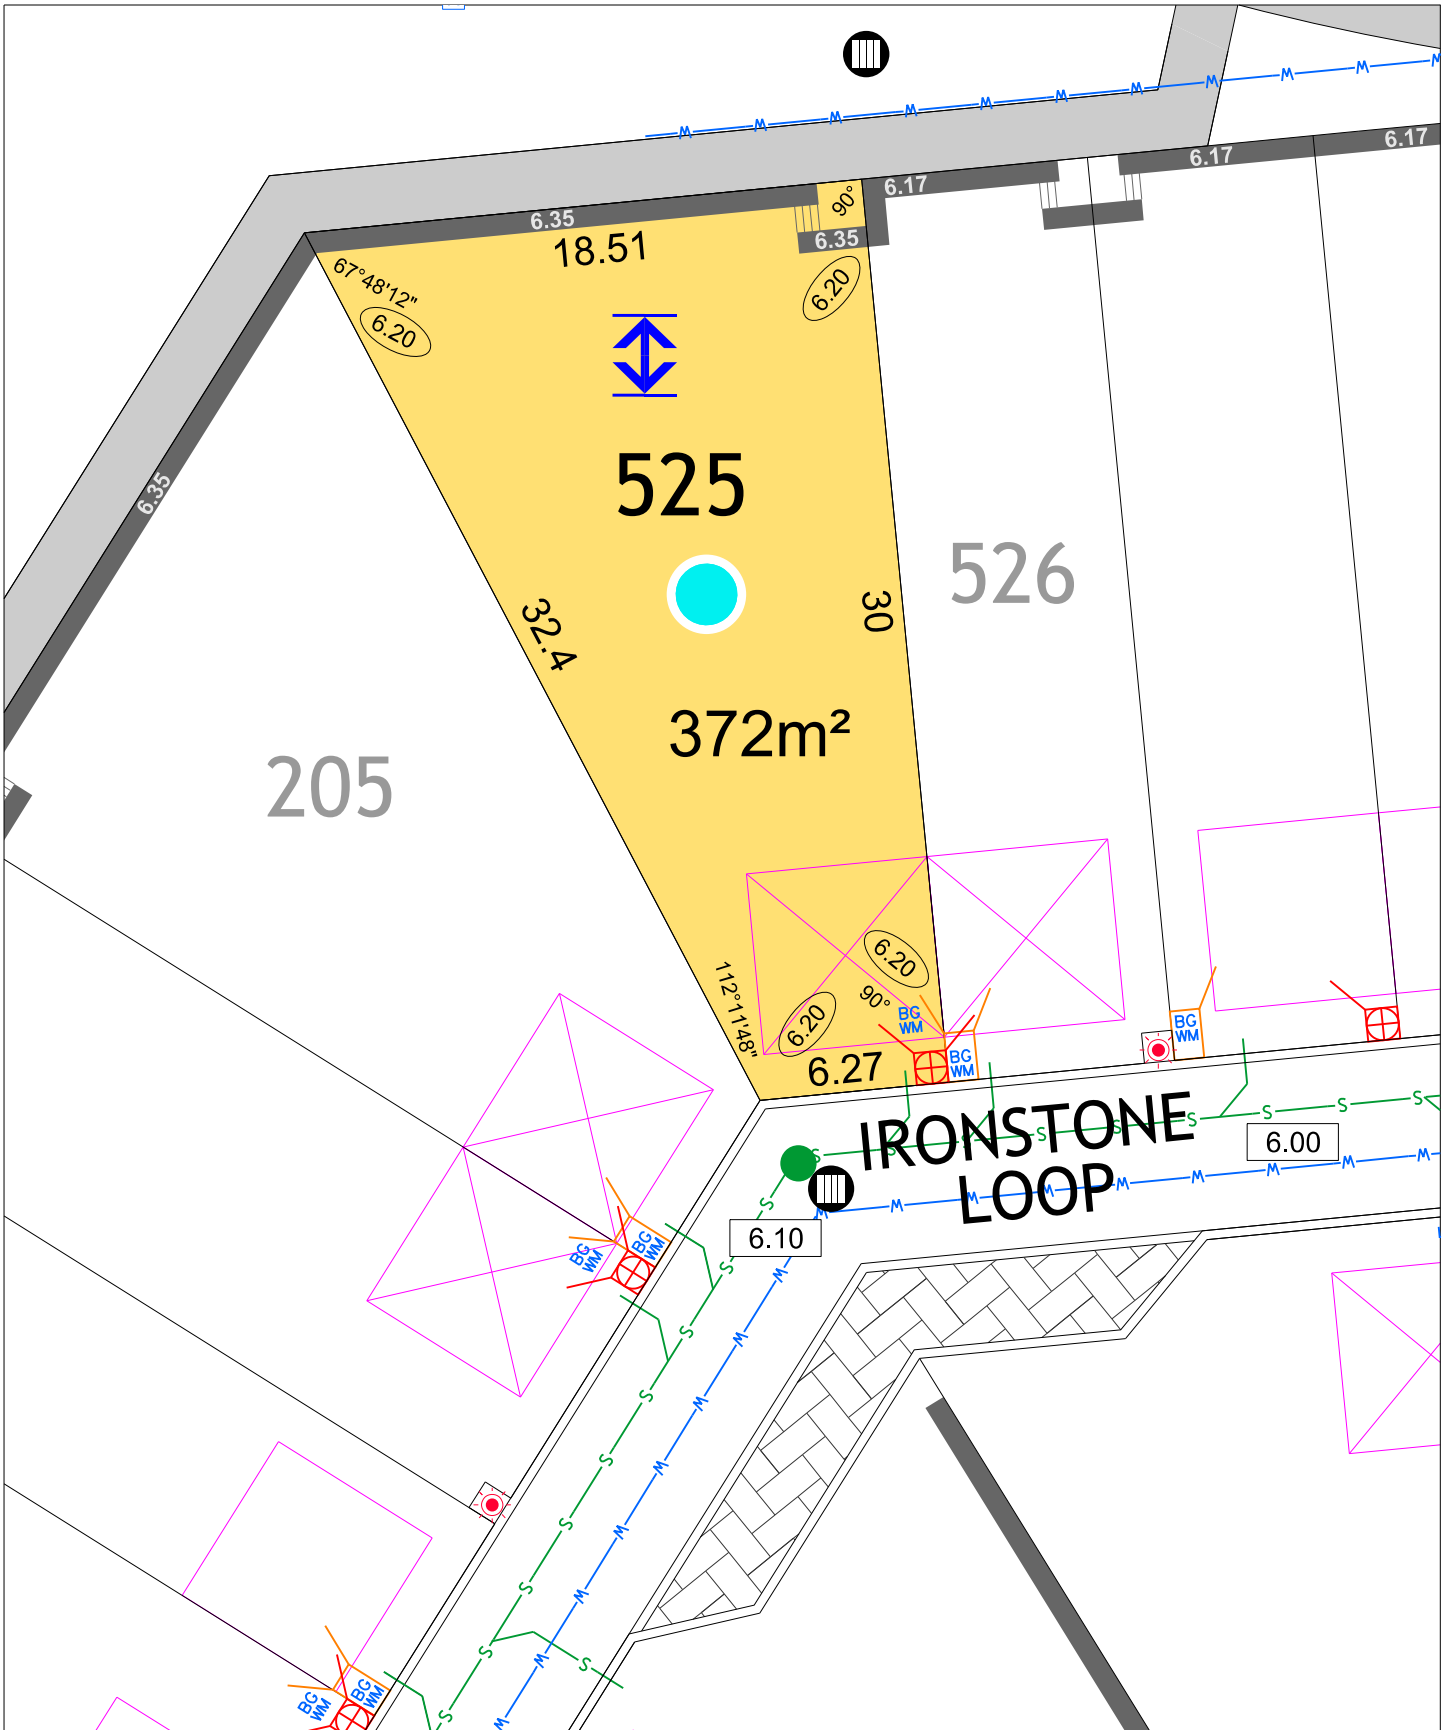 W W W W W W W W W W W
6.17
6.17
6.17
6.35
6.35
90°
18.51
67°48'12"
6.20
6.20
6.35
525
526
32.4
30
372m²
205
6.20
112°11'48"
90°
6.20
BG
WM
BG
WM
BG
WM
6.27
IRONSTONE
LOOP
S S S S S S S S S
6.00
W W W W W W W W W
6.10
BG
WM
BG
WM
S S S S S S S S S
W W W W W W W W
S
BG
WM
BG
WM